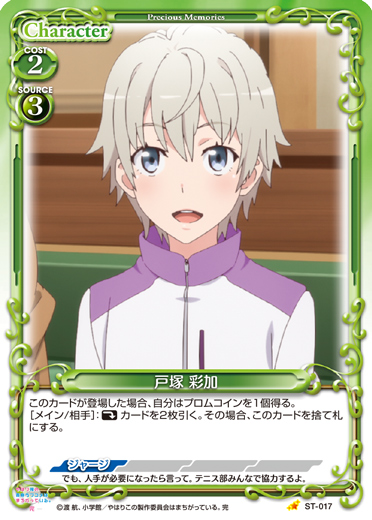 Precious Memories
Character
COST
2
SOURCE
3
戸塚 彩加
このカードが登場した場合、自分はプロムコインを1個得る。
[メイン/相手]： カードを2枚引く。その場合、このカードを捨て札
にする。
ジャージ
でも、人手が必要になったら言って。テニス部みんなで協力するよ。
©渡 航、小学館／やはりこの製作委員会はまちがっている。完
ST-017